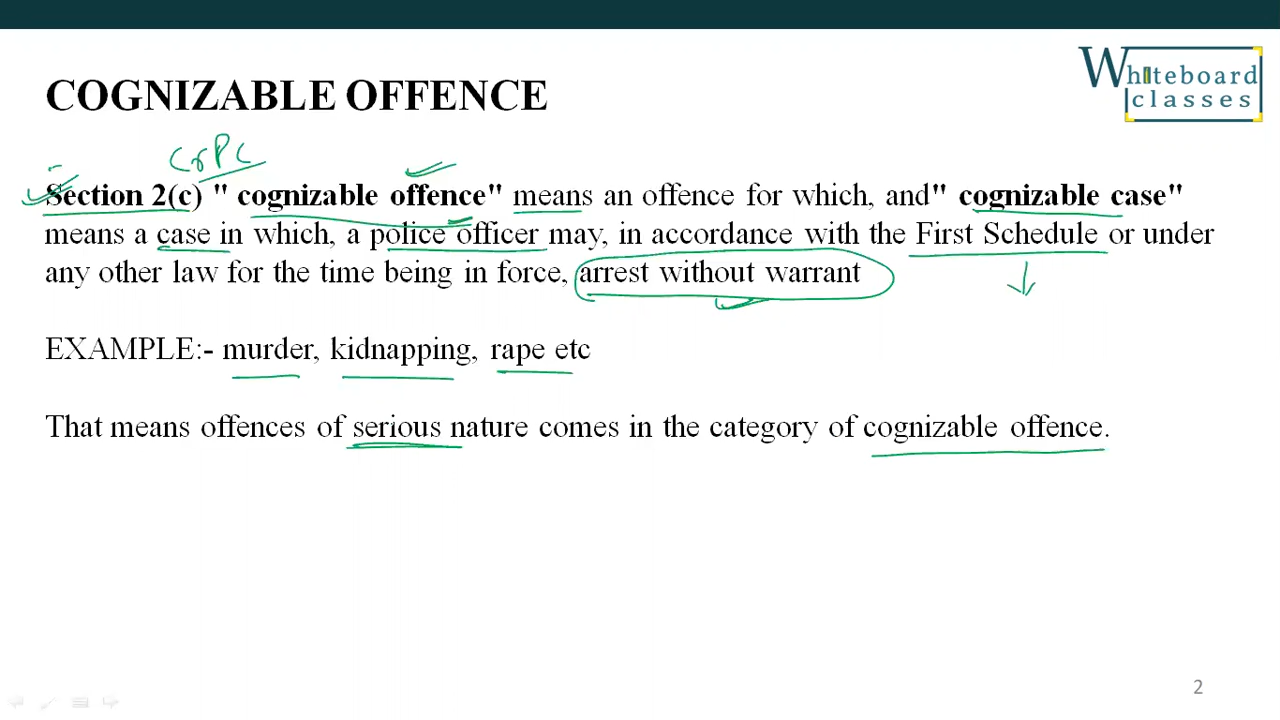 Whiteboard
classes
COGNIZABLE OFFENCE
CrPC
Section 2(c) " cognizable offence" means an offence for which, and" cognizable case"
means a case in which, a police officer may, in accordance with the First Schedule or under
any other law for the time being in force, arrest without warrant
EXAMPLE:- murder, kidnapping, rape etc
That means offences of serious nature comes in the category of cognizable offence.
2